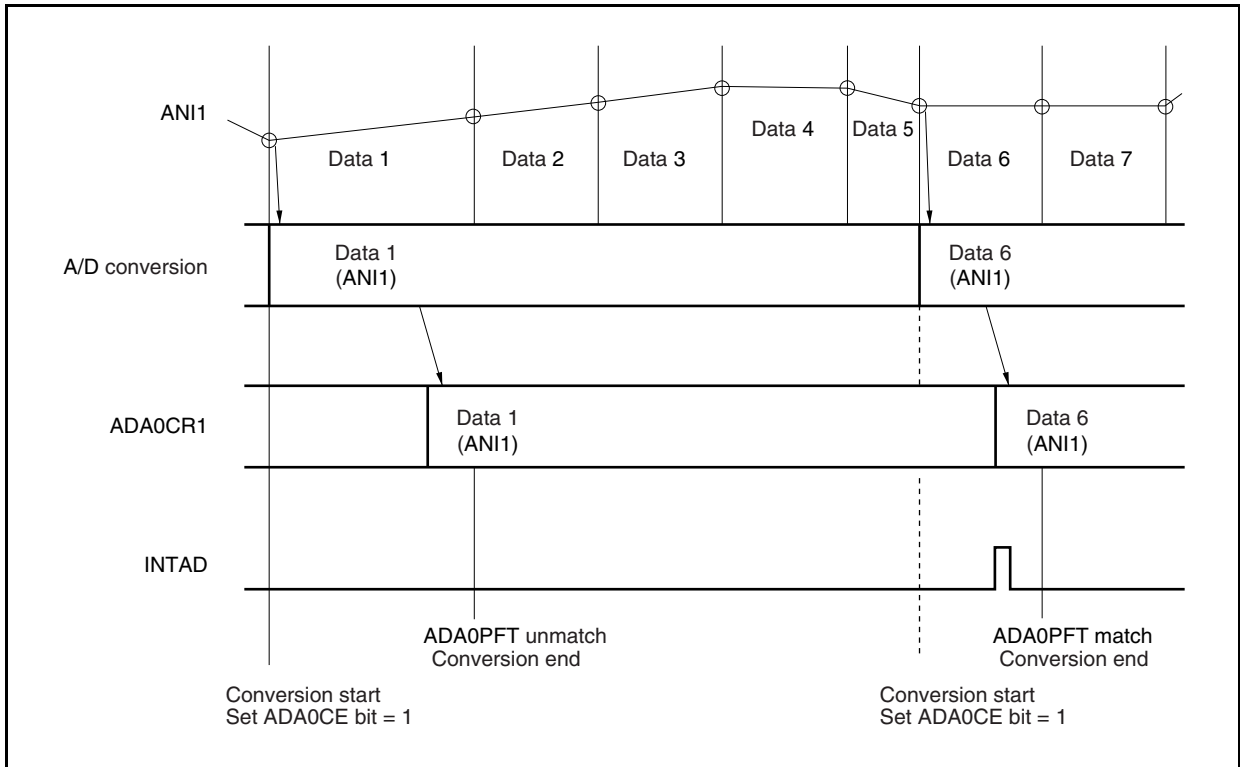 ANI1
Data 1
Data 2
Data 3
Data 4
Data 5
Data 6
Data 7
A/D conversion
Data 1
(ANI1)
Data 6
(ANI1)
ADA0CR1
Data 1
(ANI1)
Data 6
(ANI1)
INTAD
ADA0PFT unmatch
Conversion end
ADA0PFT match
Conversion end
Conversion start
Set ADA0CE bit = 1
Conversion start
Set ADA0CE bit = 1